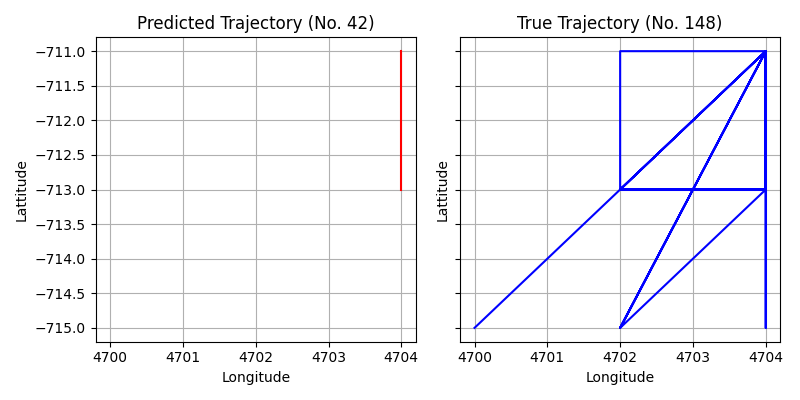 Predicted Trajectory (No. 42)
True Trajectory (No. 148)
−711.0
−711.5
−712.0
−712.5
−713.0
−713.5
−714.0
−714.5
−715.0
Lattitude
Lattitude
4700 4701 4702 4703 4704
4700 4701 4702 4703 4704
Longitude
Longitude